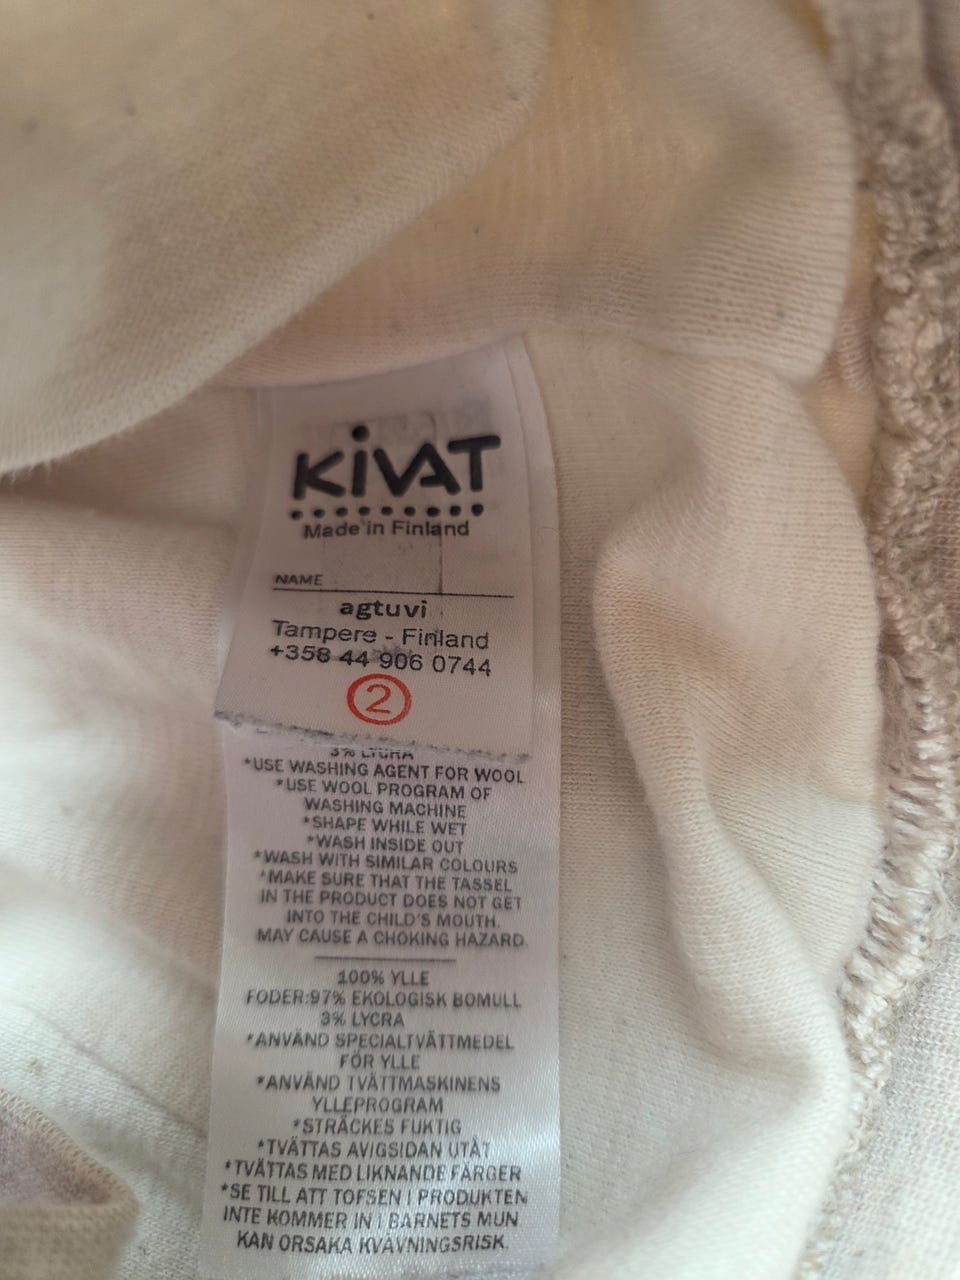 KiVAT
Made in Finland
NAME
agtuvi
Tampere - Finland
+358 44 906 0744
2
3% LYCRA
*USE WASHING AGENT FOR WOOL
*USE WOOL PROGRAM OF
WASHING MACHINE
*SHAPE WHILE WET
*WASH INSIDE OUT
*WASH WITH SIMILAR COLOURS
*MAKE SURE THAT THE TASSEL
IN THE PRODUCT DOES NOT GET
INTO THE CHILD'S MOUTH.
MAY CAUSE A CHOKING HAZARD.
100% YLLE
FODER:97% EKOLOGISK BOMULL
3% LYCRA
*ANVÄND SPECIALTVÄTTMEDEL
FÖR YLLE
*ANVÄND TVÄTTMASKINENS
YLLEPROGRAM
*STRÄCKES FUKTIG
*TVÄTTAS AVIGSIDAN UTÅT
*TVÄTTAS MED LIKNANDE FÄRGER
*SE TILL ATT TOFSEN I PRODUKTEN
INTE KOMMER IN I BARNETS MUN.
KAN ORSAKA KVÄVNINGSRISK.